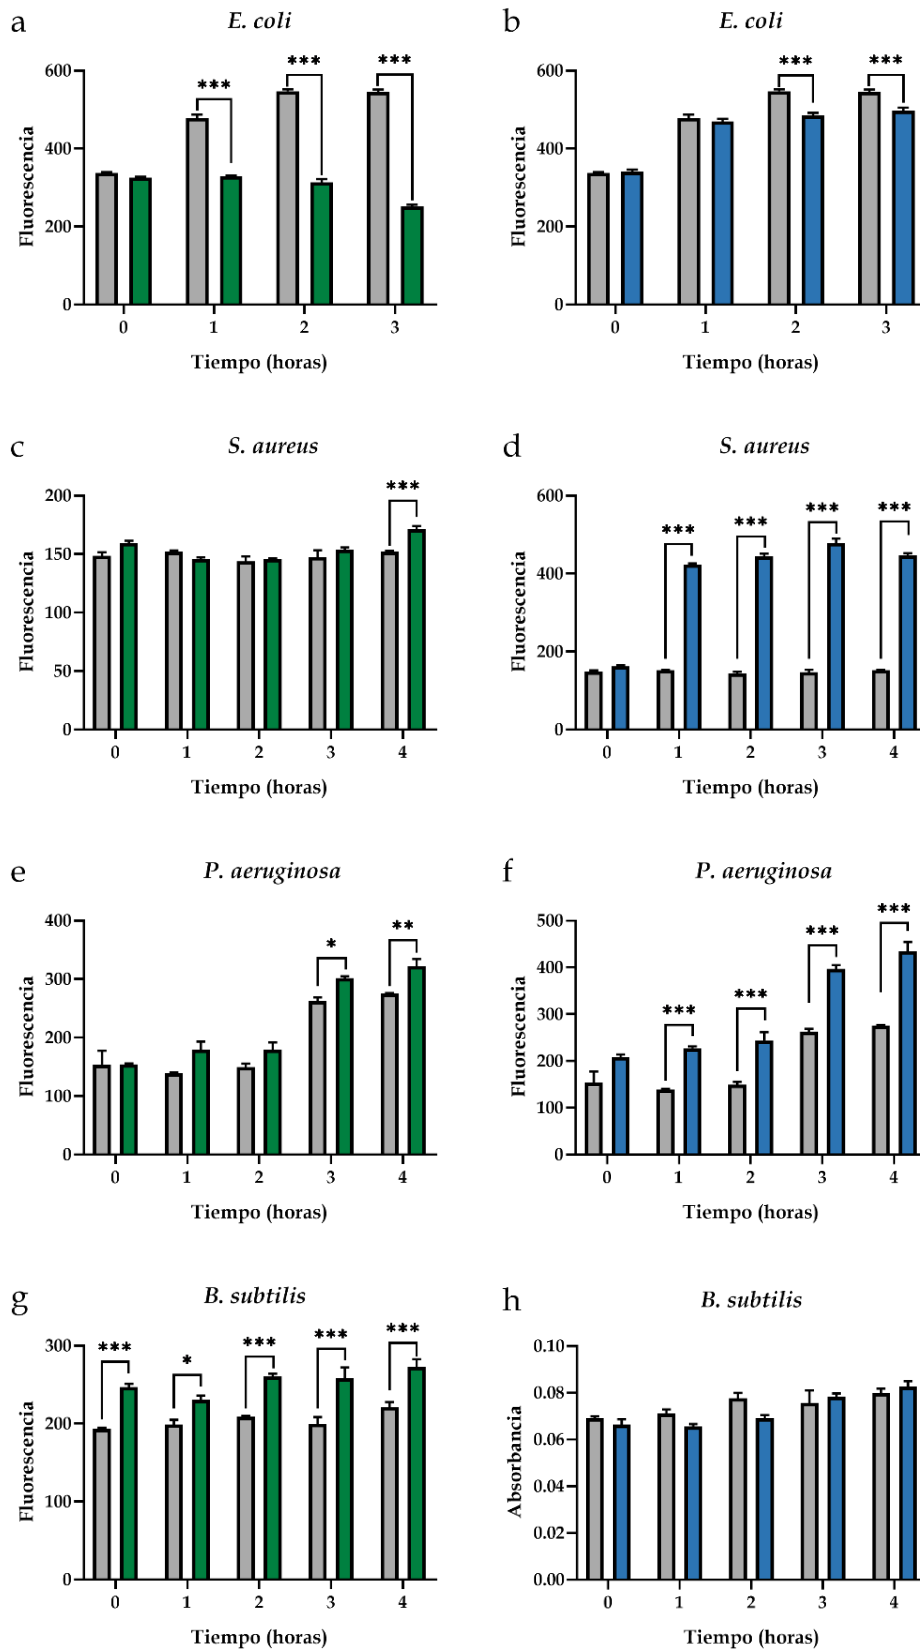 a
E. coli
***
***
***
600
400
200
0
Fluorescencia
0 1 2 3
Tiempo (horas)
b
E. coli
***
***
600
400
200
0
Fluorescencia
0 1 2 3
Tiempo (horas)
c
S. aureus
***
200
150
100
50
0
Fluorescencia
0 1 2 3 4
Tiempo (horas)
d
S. aureus
***
***
***
***
600
400
200
0
Fluorescencia
0 1 2 3 4
Tiempo (horas)
e
P. aeruginosa
*
**
400
300
200
100
0
Fluorescencia
0 1 2 3 4
Tiempo (horas)
f
P. aeruginosa
***
***
***
***
500
400
300
200
100
0
Fluorescencia
0 1 2 3 4
Tiempo (horas)
g
B. subtilis
***
*
***
***
***
300
200
100
0
Fluorescencia
0 1 2 3 4
Tiempo (horas)
h
B. subtilis
0.10
0.08
0.06
0.04
0.02
0.00
Absorbancia
0 1 2 3 4
Tiempo (horas)